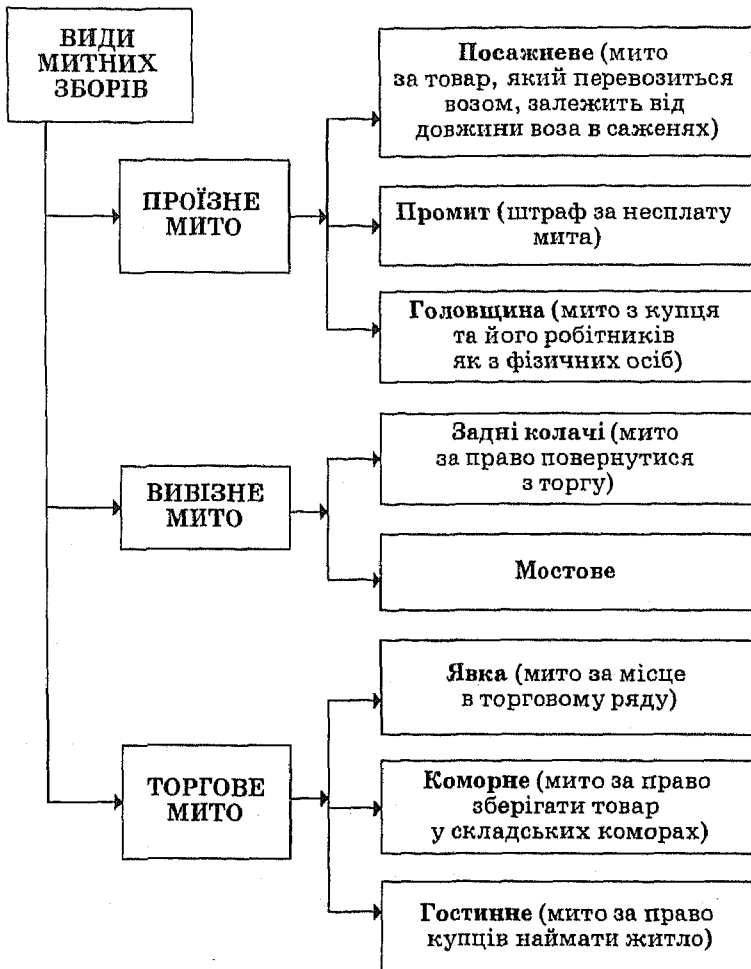 ВИДИ
МИТНИХ
ЗБОРІВ
ПРОЇЗНЕ
МИТО
Посажневе (мито
за товар, який перевозиться
возом, залежить від
довжини воза в саженях)
Промит (штраф за несплату
мита)
Головщина (мито з купця
та його робітників
як з фізичних осіб)
ВИВІЗНЕ
МИТО
Задні колачі (мито
за право повернутися
з торгу)
Мостове
ТОРГОВЕ
МИТО
Явка (мито за місце
в торговому ряду)
Коморне (мито за право
зберігати товар
у складських коморах)
Гостинне (мито за право
купців наймати житло)